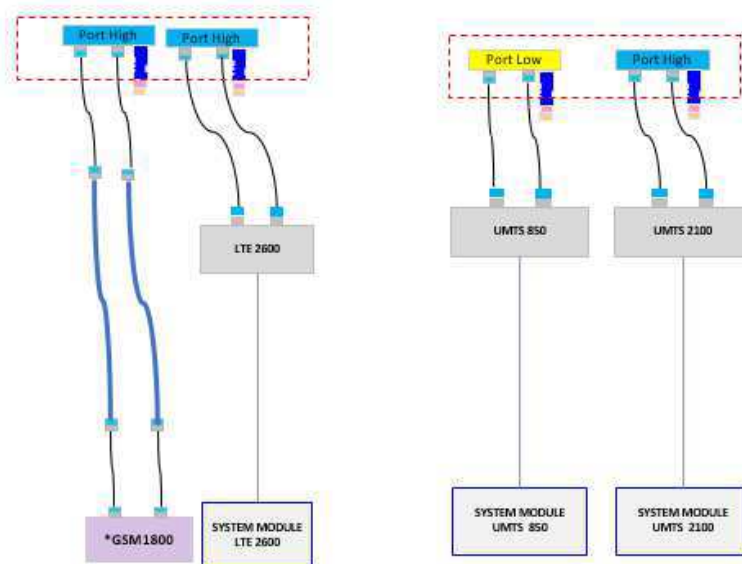 Port High
Port High
Port Low
Port High
LTE 2600
UMTS 850
UMTS 2100
*GSM1800
SYSTEM MODULE
LTE 2600
SYSTEM MODULE
UMTS 850
SYSTEM MODULE
UMTS 2100